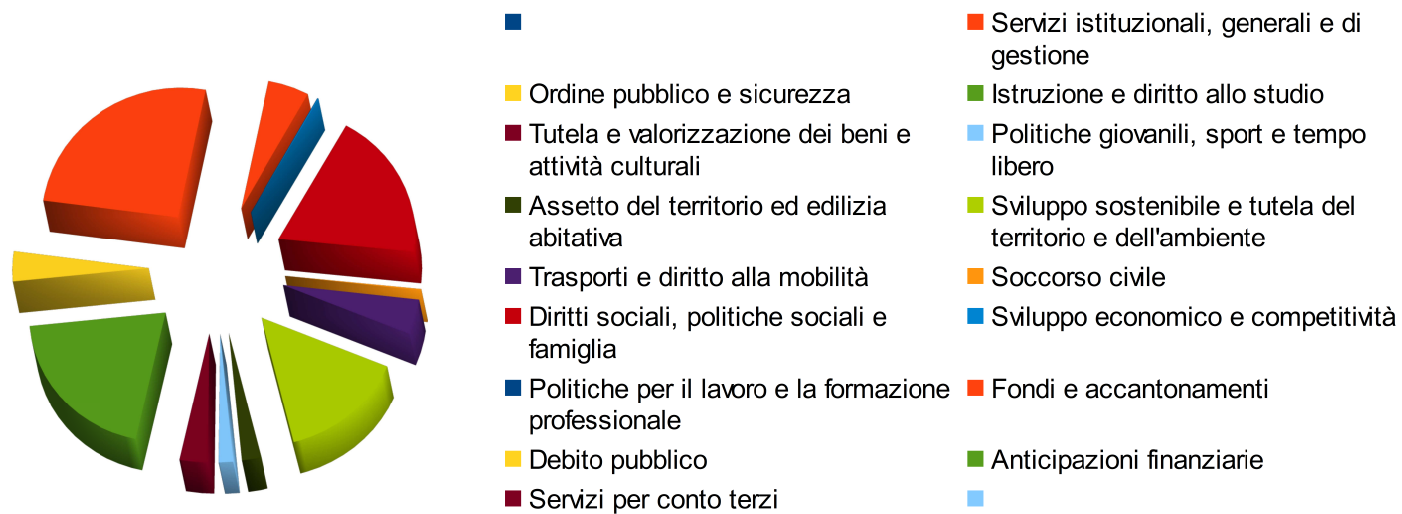 Servizi istituzionali, generali e di
gestione
Ordine pubblico e sicurezza
Istruzione e diritto allo studio
Tutela e valorizzazione dei beni e
attività culturali
Politiche giovanili, sport e tempo
libero
Assetto del territorio ed edilizia
abitativa
Sviluppo sostenibile e tutela del
territorio e dell'ambiente
Trasporti e diritto alla mobilità
Soccorso civile
Diritti sociali, politiche sociali e
famiglia
Sviluppo economico e competitività
Politiche per il lavoro e la formazione
professionale
Fondi e accantonamenti
Debito pubblico
Anticipazioni finanziarie
Servizi per conto terzi